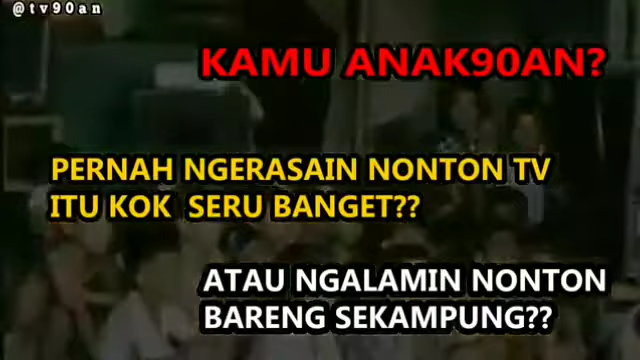 @tv90an
KAMU ANAK90AN?
PERNAH NGERASAIN NONTON TV
ITU KOK SERU BANGET??
ATAU NGALAMIN NONTON
BARENG SEKAMPUNG??